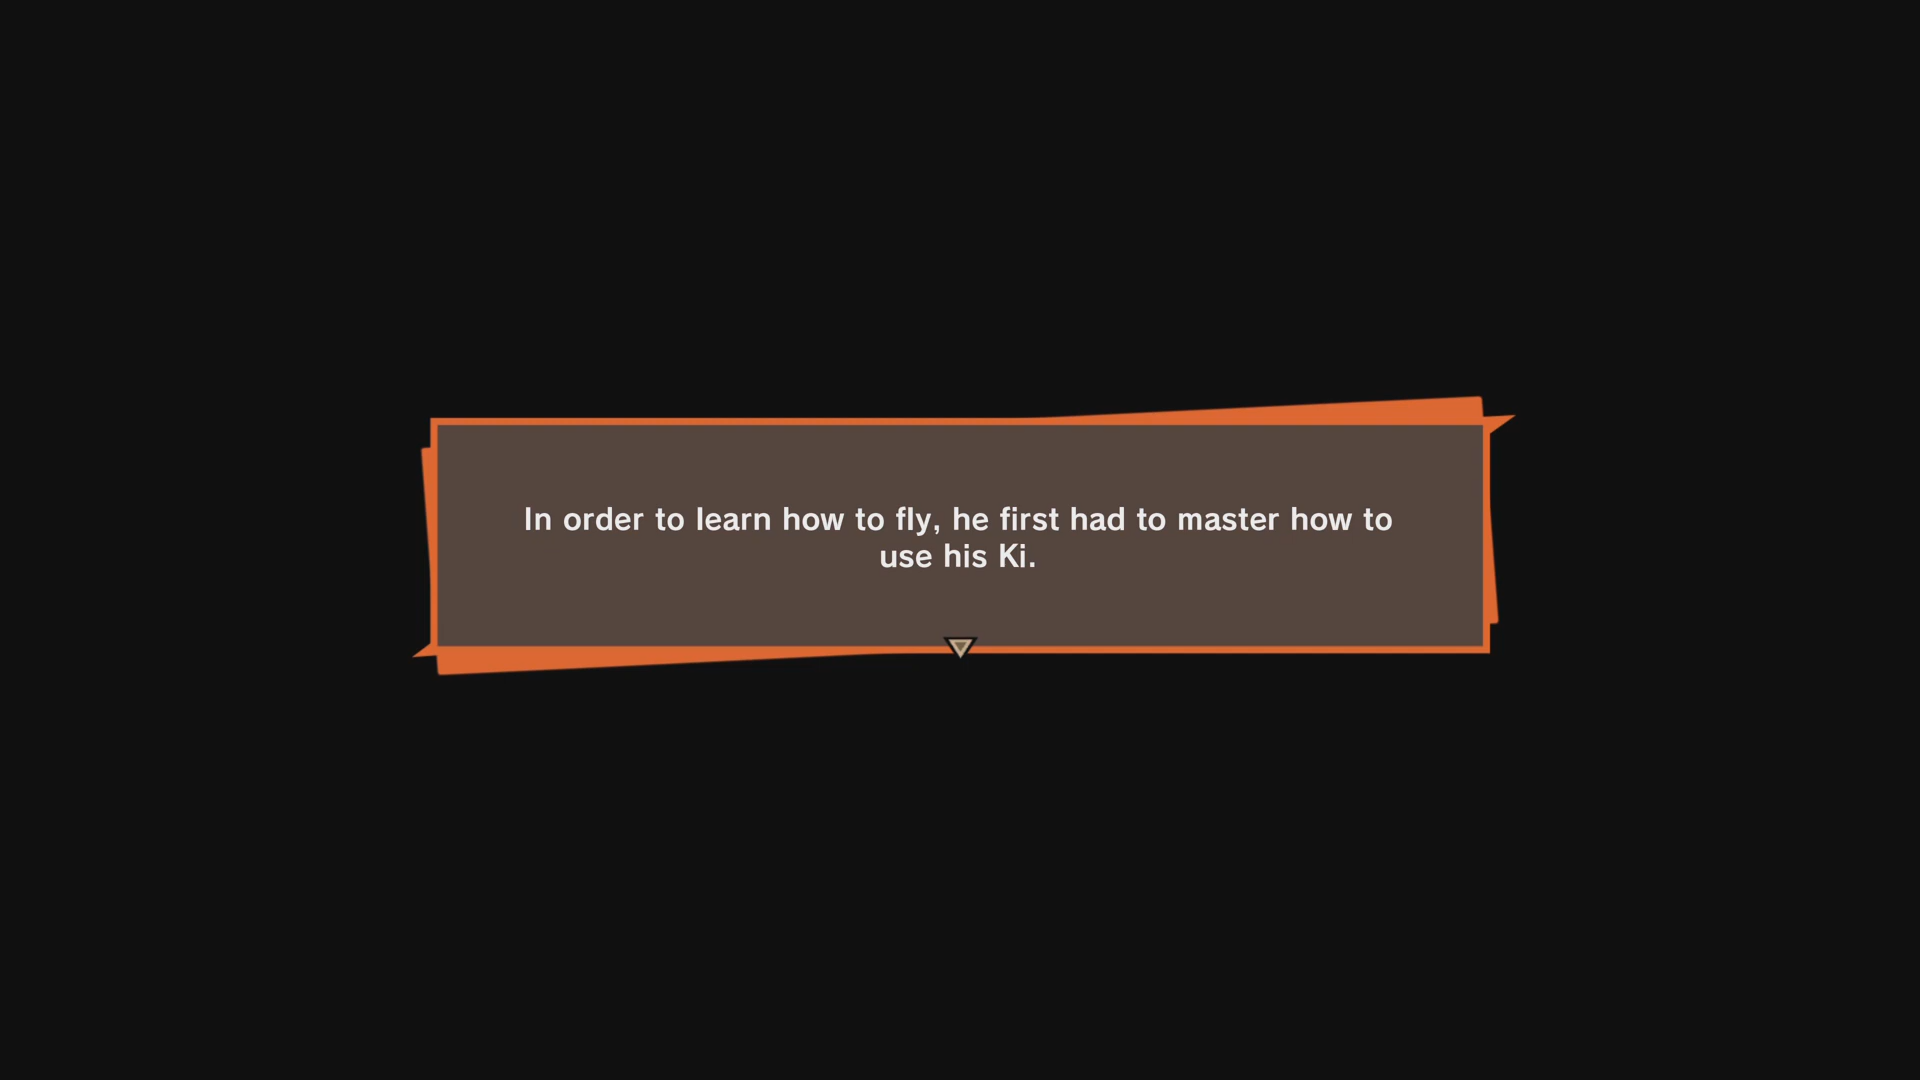 In order to learn how to fly, he first had to master how to
use his Ki.